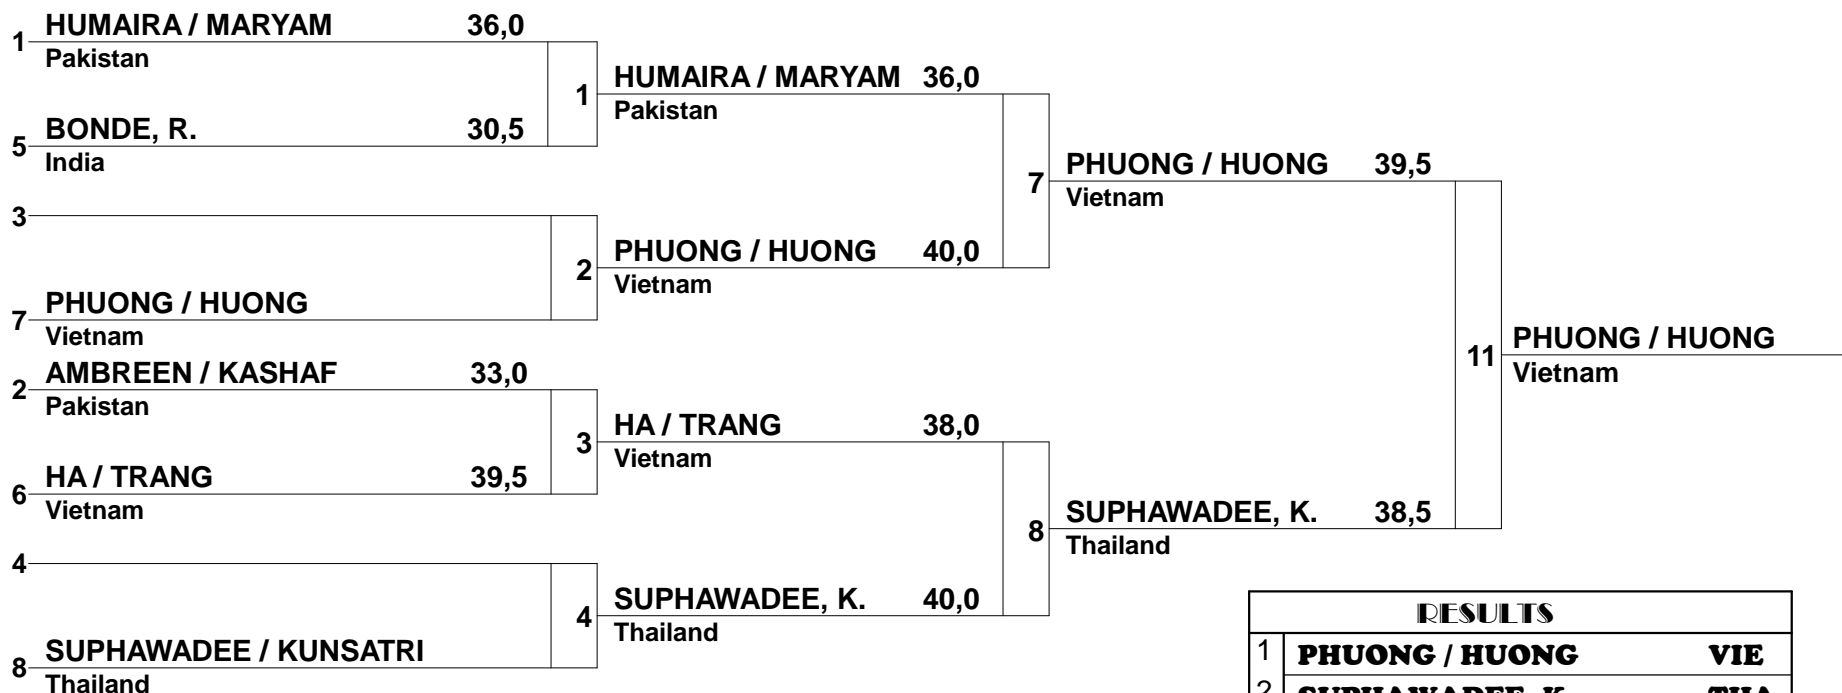 HUMAIRA / MARYAM 36,0
1
Pakistan
HUMAIRA / MARYAM 36,0
1
Pakistan
BONDE, R. 30,5
5
India
PHUONG / HUONG 39,5
7
Vietnam
3
PHUONG / HUONG 40,0
2
Vietnam
PHUONG / HUONG
7
Vietnam
PHUONG / HUONG
11
Vietnam
AMBREEN / KASHAF 33,0
2
Pakistan
HA / TRANG 38,0
3
Vietnam
HA / TRANG 39,5
6
Vietnam
SUPHAWADEE, K. 38,5
8
Thailand
4
SUPHAWADEE, K. 40,0
4
Thailand
SUPHAWADEE / KUNSATRI
8
Thailand
RESULTS
1 PHUONG / HUONG VIE
2 SUPHAWADEE, K. THA